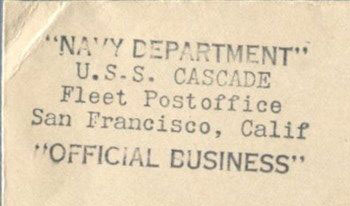 "NAVY DEPARTMENT"
U.S.S. CASCADE
Fleet Postoffice
San Francisco, Calif
"OFFICIAL BUSINESS"